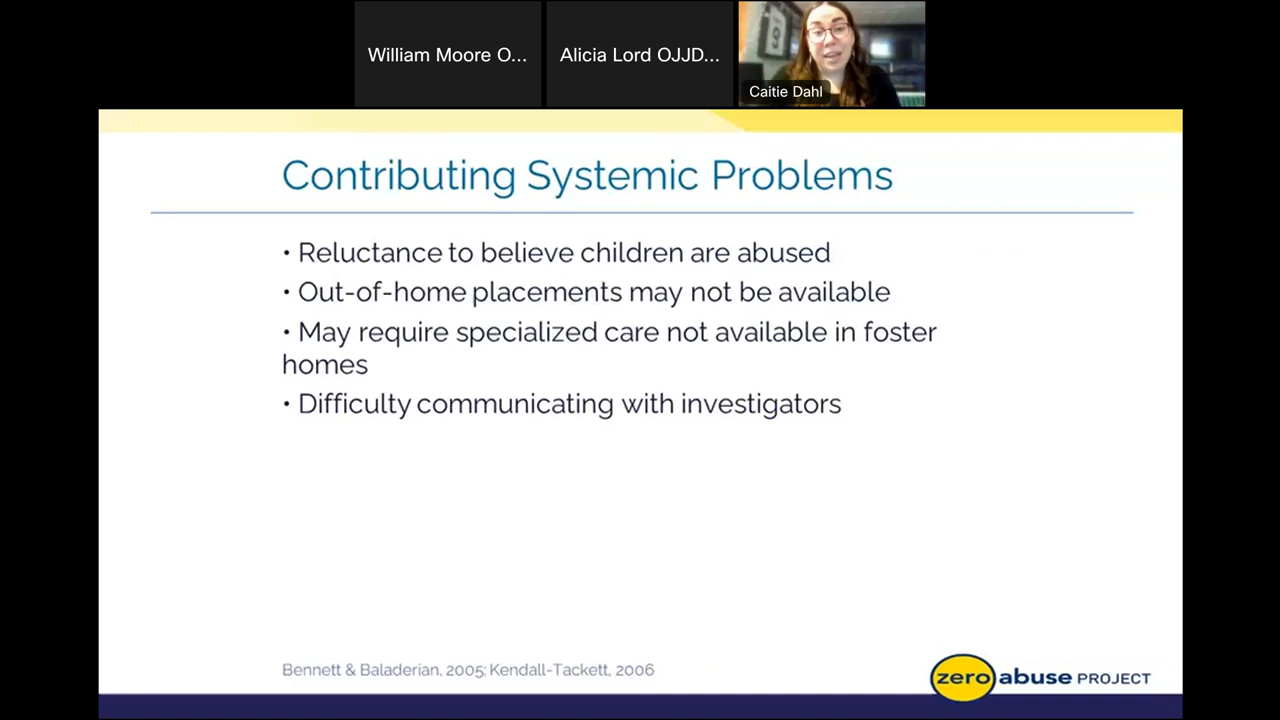 William Moore O...
Alicia Lord OJJD...
Caitie Dahl
Contributing Systemic Problems
• Reluctance to believe children are abused
• Out-of-home placements may not be available
• May require specialized care not available in foster
homes
• Difficulty communicating with investigators
Bennett & Baladerian, 2005; Kendall-Tackett, 2006
zero abuse PROJECT